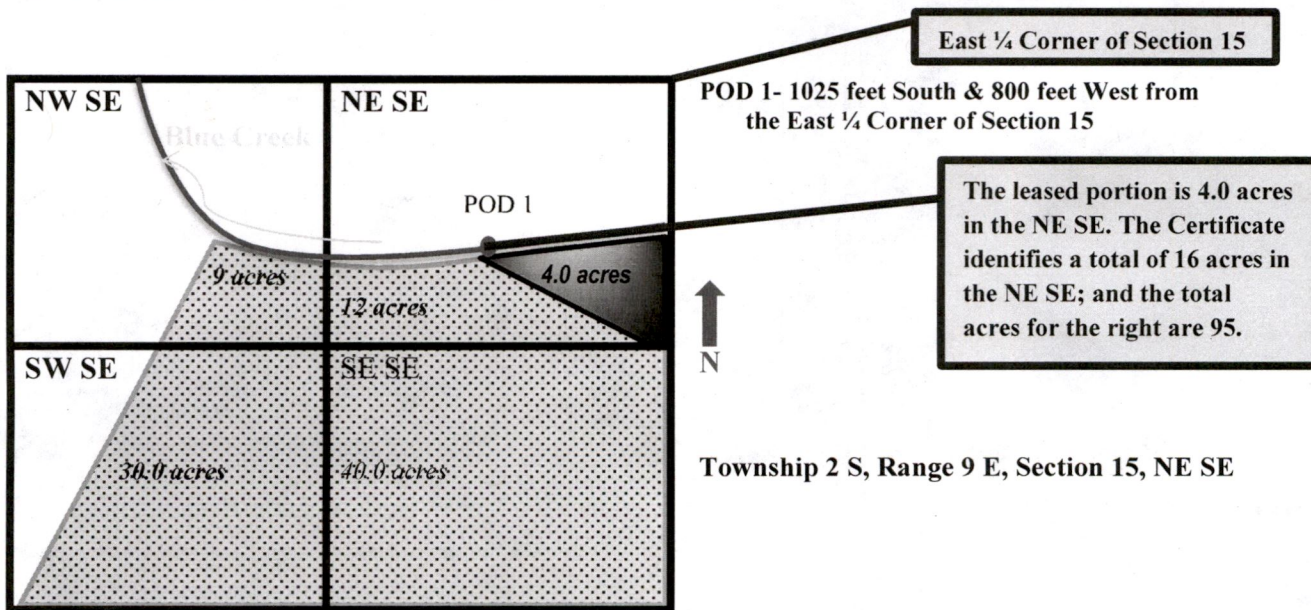 East ¼ Corner of Section 15
NW SE
NE SE
POD 1- 1025 feet South & 800 feet West from
the East ¼ Corner of Section 15
Blue Creek
POD 1
The leased portion is 4.0 acres
in the NE SE. The Certificate
identifies a total of 16 acres in
the NE SE; and the total
acres for the right are 95.
9 acres
4.0 acres
12 acres
N
SW SE
SE SE
30.0 acres
40.0 acres
Township 2 S, Range 9 E, Section 15, NE SE